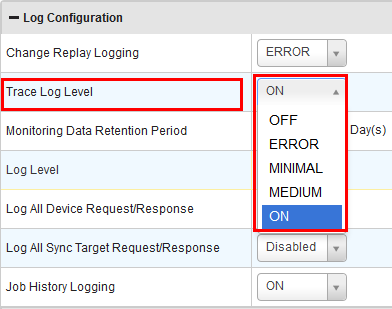 Log Configuration
Change Replay Logging ERROR
Trace Log Level ON
OFF
ERROR
MINIMAL
MEDIUM
ON
Monitoring Data Retention Period Day(s)
Log Level
Log All Device Request/Response
Log All Sync Target Request/Response Disabled
Job History Logging ON